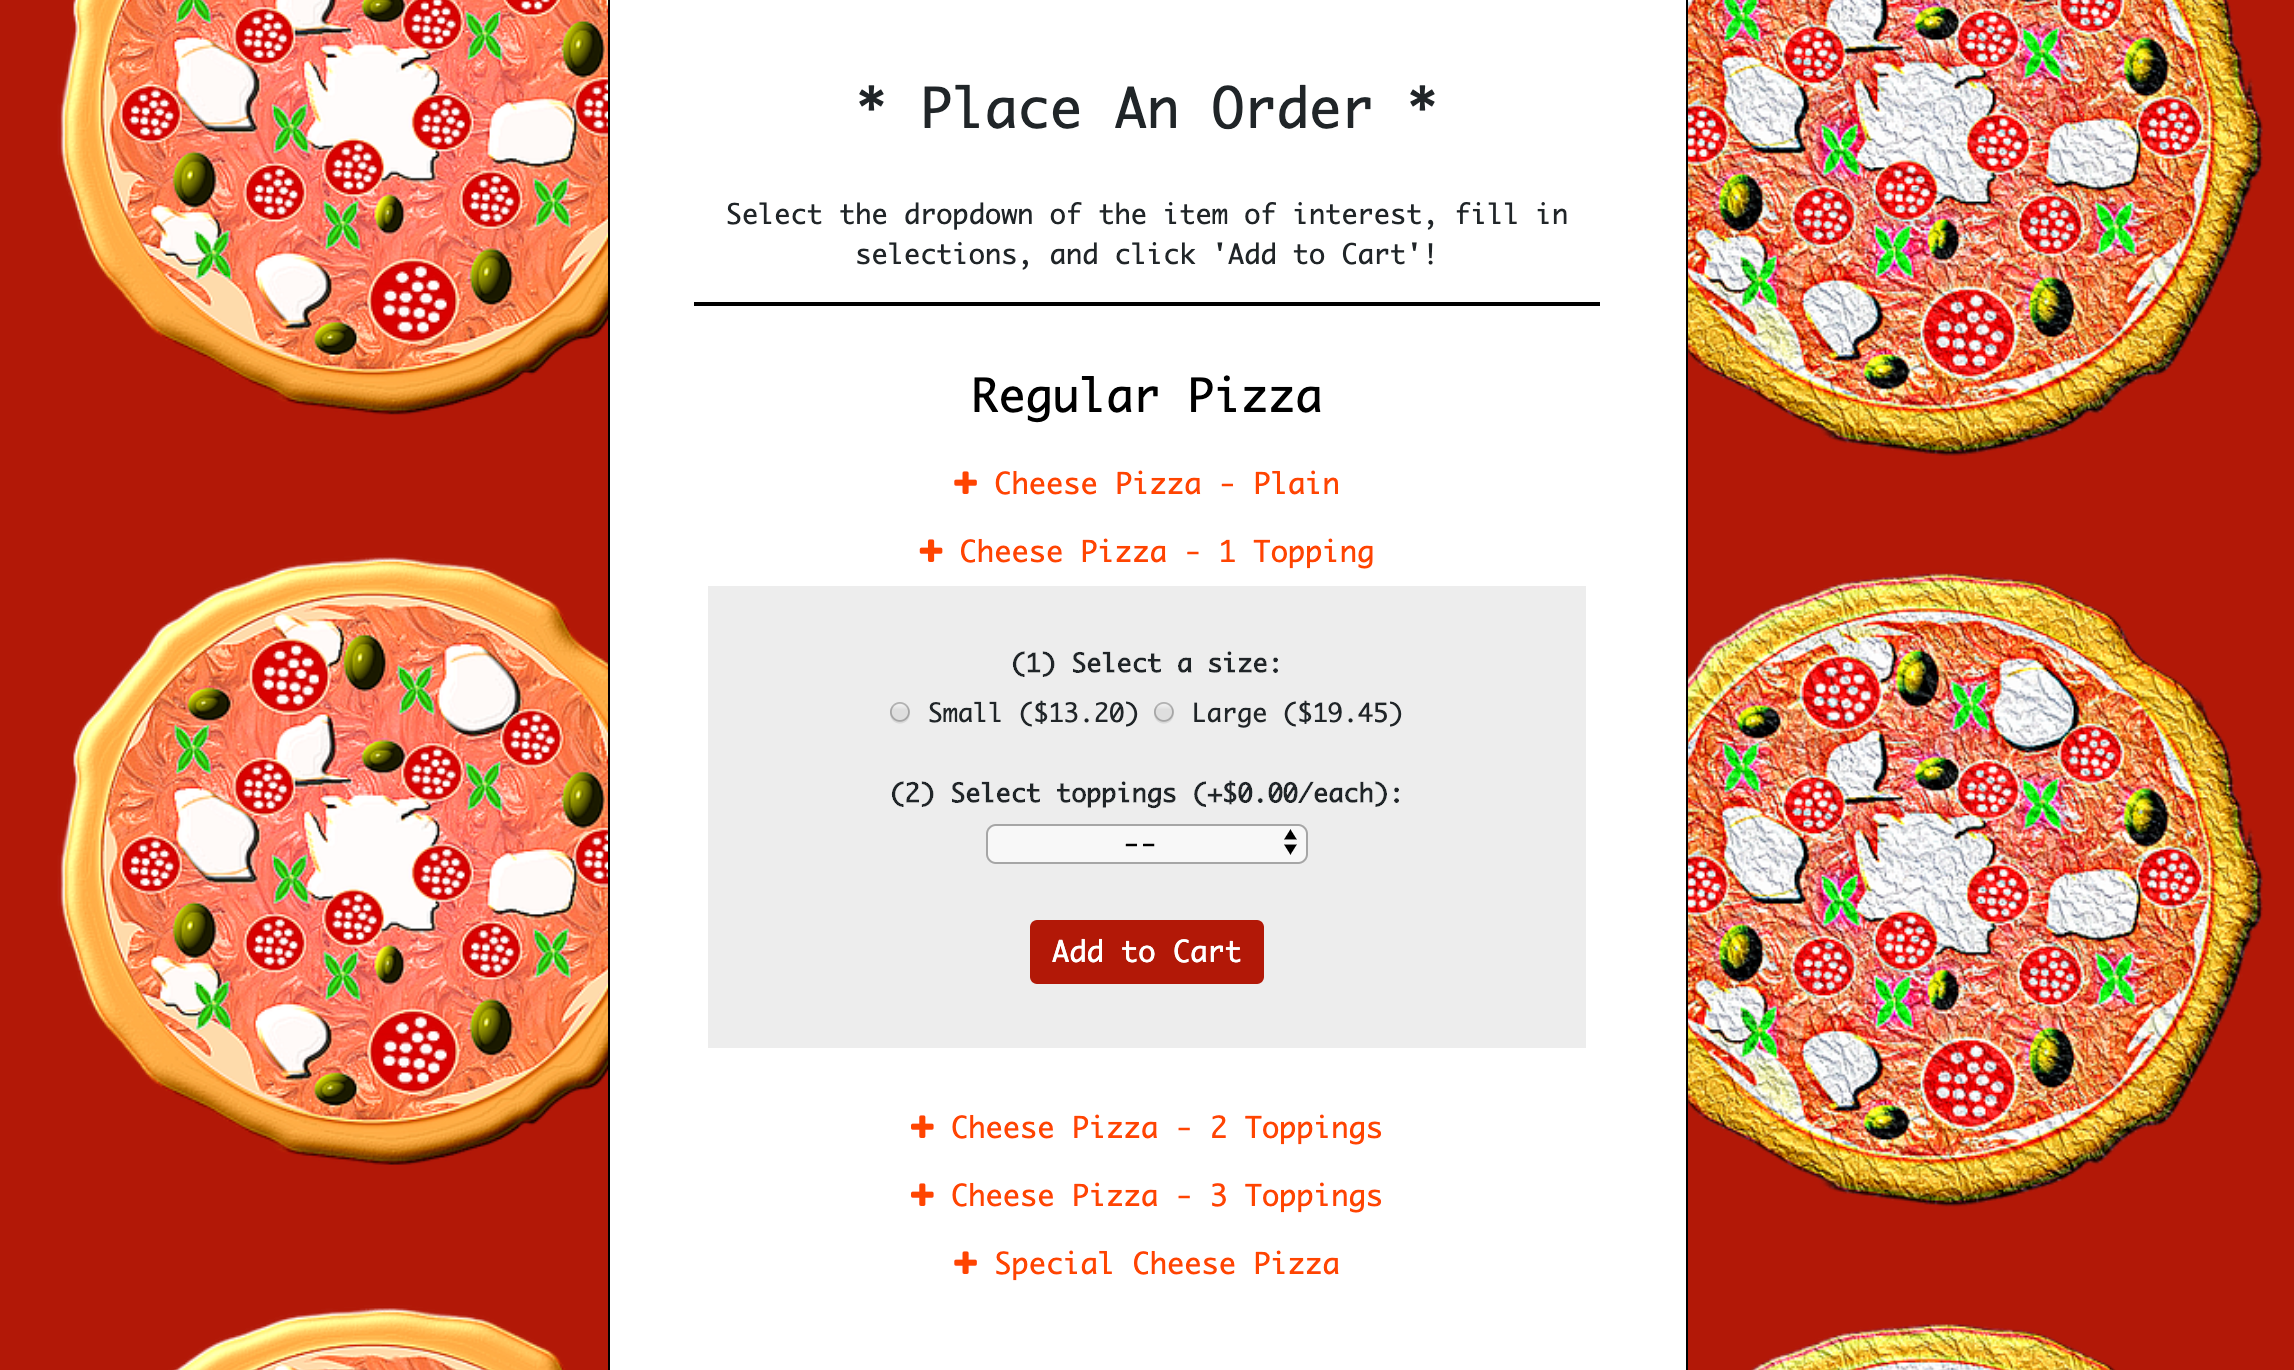 * Place An Order *
Select the dropdown of the item of interest, fill in
selections, and click 'Add to Cart'!
Regular Pizza
+ Cheese Pizza - Plain
+ Cheese Pizza - 1 Topping
(1) Select a size:
Small ($13.20) Large ($19.45)
(2) Select toppings (+$0.00/each):
--
Add to Cart
+ Cheese Pizza - 2 Toppings
+ Cheese Pizza - 3 Toppings
+ Special Cheese Pizza